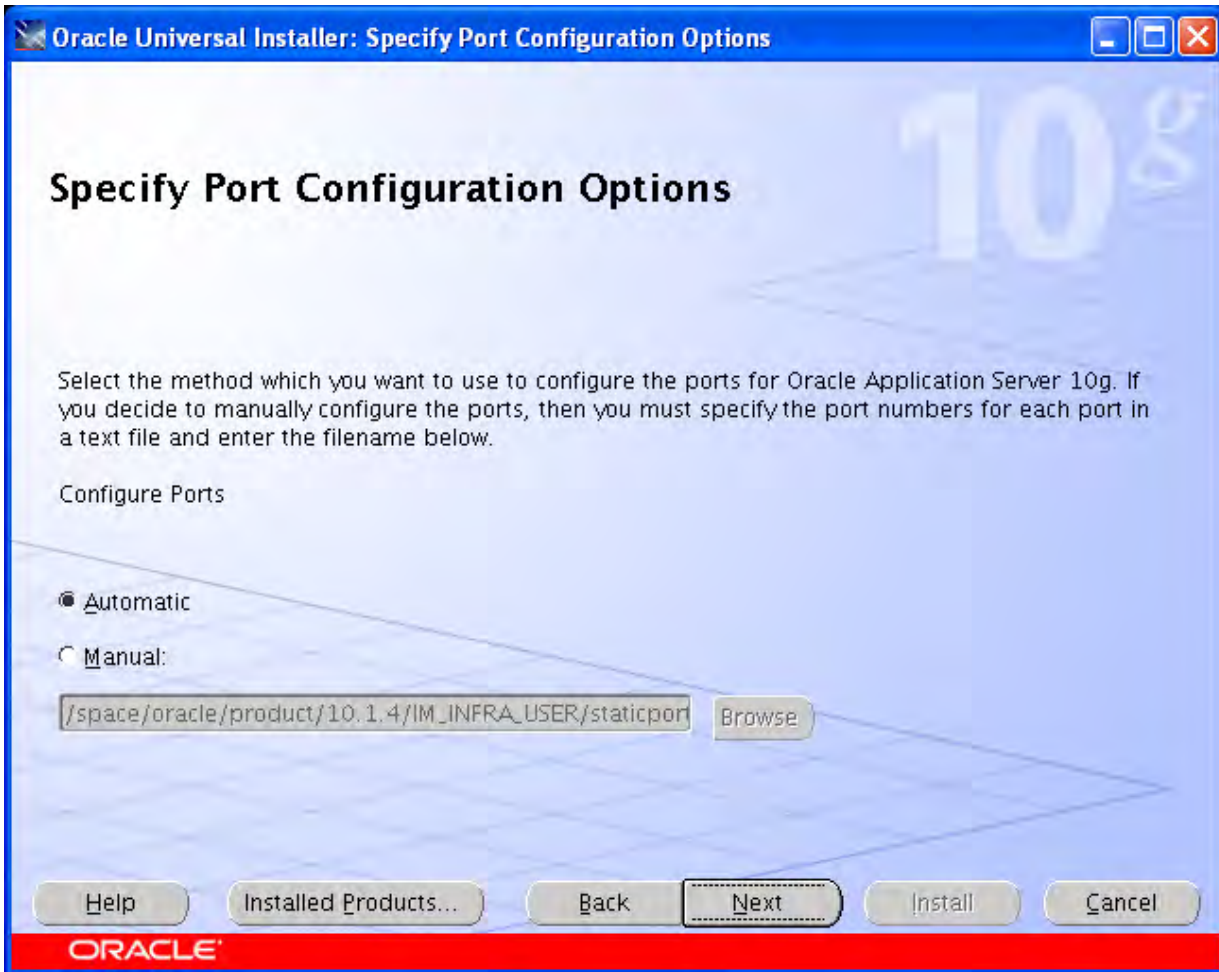 Oracle Universal Installer: Specify Port Configuration Options
10g
Specify Port Configuration Options
Select the method which you want to use to configure the ports for Oracle Application Server 10g. If
you decide to manually configure the ports, then you must specify the port numbers for each port in
a text file and enter the filename below.
Configure Ports
Automatic
Manual:
/space/oracle/product/10.1.4/IM_INFRA_USER/staticport
Browse
Help Installed Products... Back Next Install Cancel
ORACLE